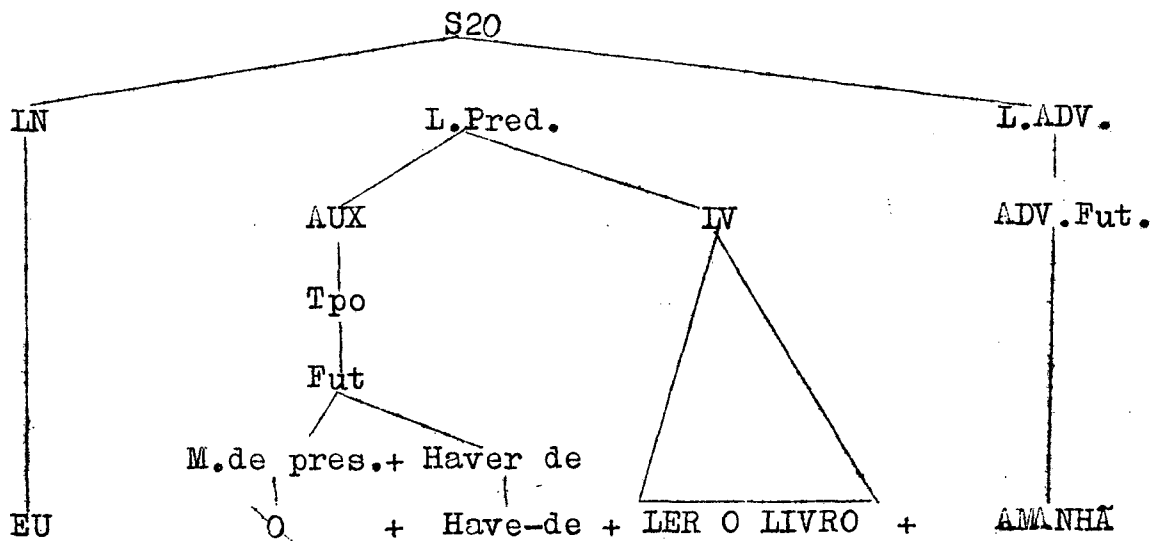 S20
LN L.Pred. L.ADV.
AUX LV ADV.Fut.
Tpo
Fut
M.de pres.+ Haver de
EU Ø + Have-de + LER O LIVRO + AMANHÃ